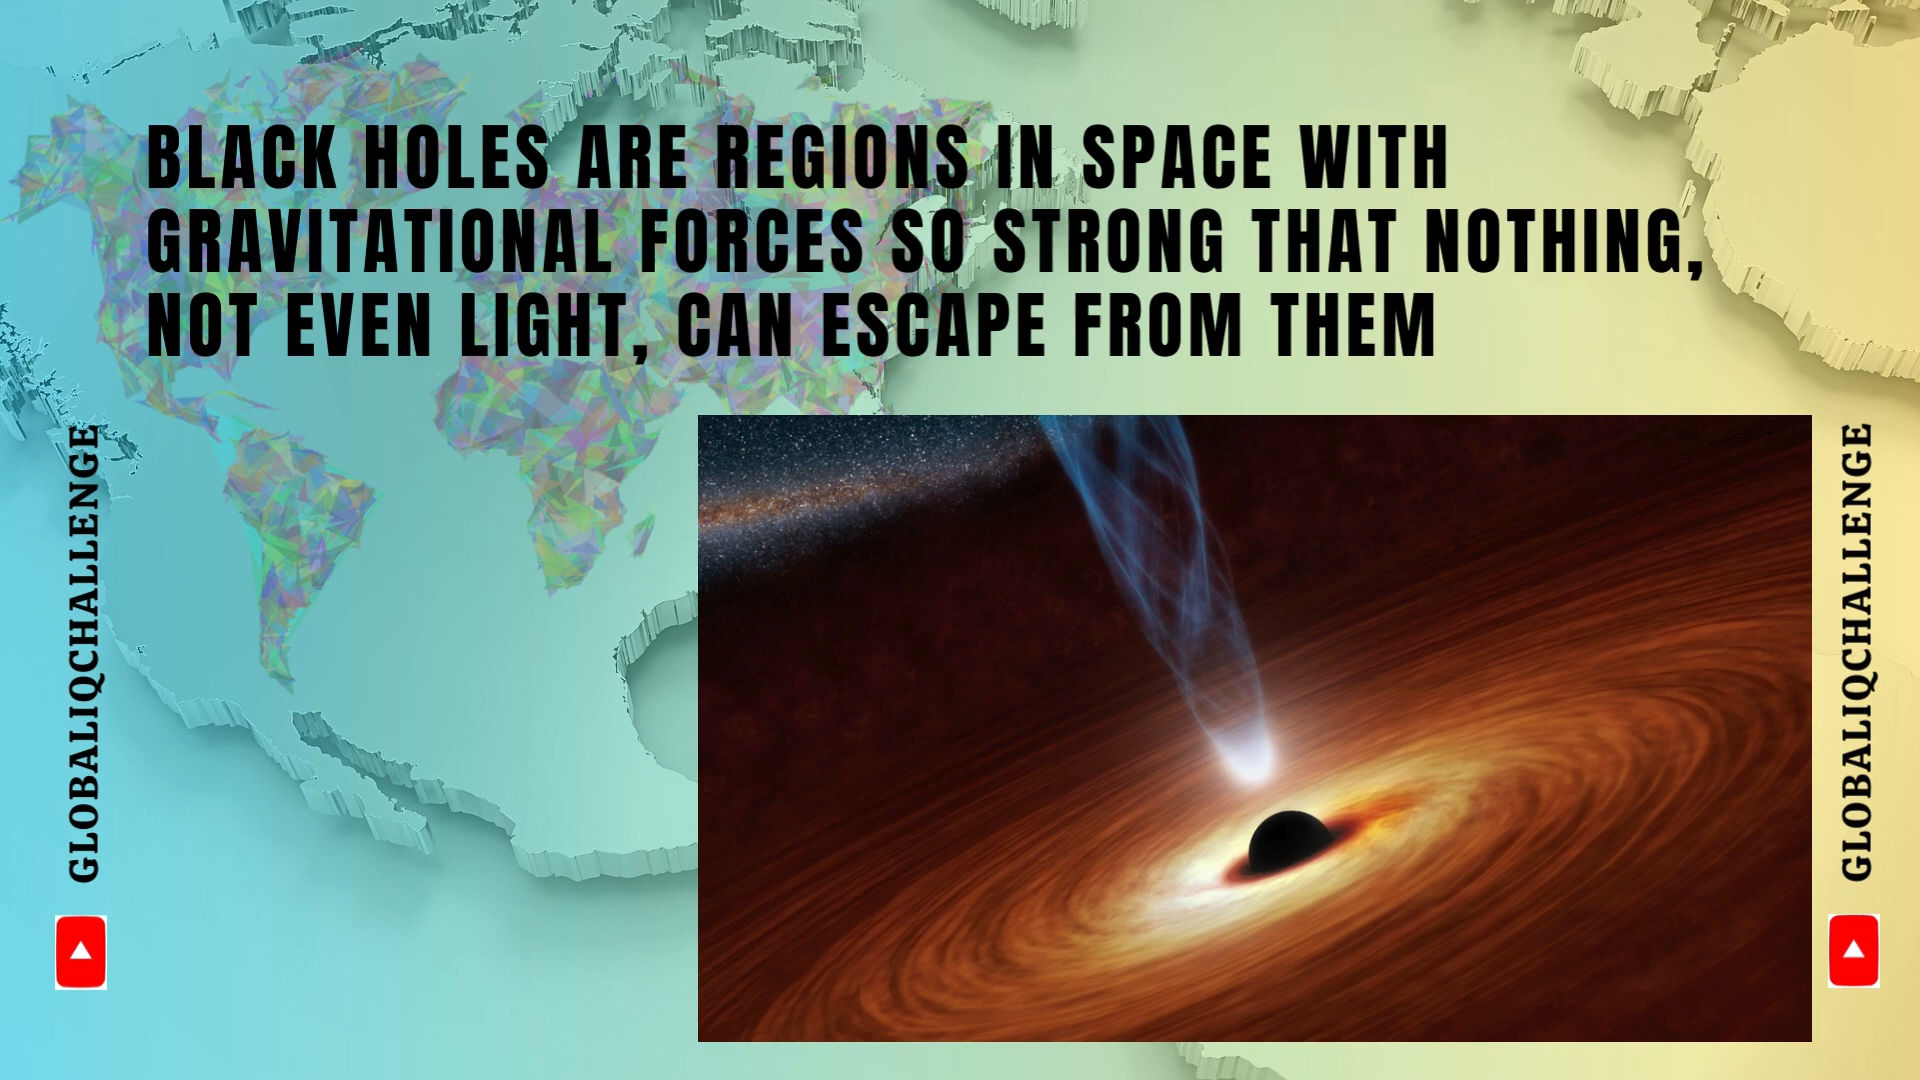 BLACK HOLES ARE REGIONS IN SPACE WITH
GRAVITATIONAL FORCES SO STRONG THAT NOTHING,
NOT EVEN LIGHT, CAN ESCAPE FROM THEM
GLOBALIQCHALLENGE
GLOBALIQCHALLENGE